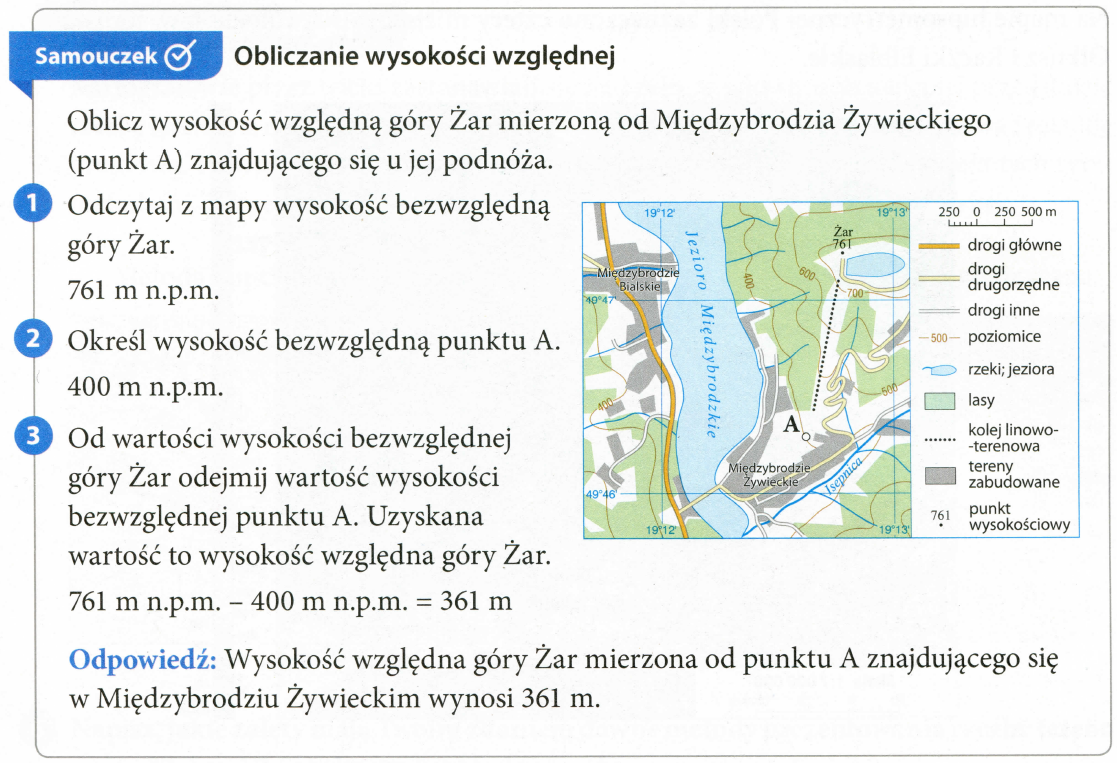 Samouczek
Obliczanie wysokości względnej
Oblicz wysokość względną góry Żar mierzoną od Międzybrodzia Żywieckiego
(punkt A) znajdującego się u jej podnóża.
1
Odczytaj z mapy wysokość bezwzględną
góry Żar.
761 m n.p.m.
2
Określ wysokość bezwzględną punktu A.
400 m n.p.m.
3
Od wartości wysokości bezwzględnej
góry Żar odejmij wartość wysokości
bezwzględnej punktu A. Uzyskana
wartość to wysokość względna góry Żar.
761 m n.p.m. – 400 m n.p.m. = 361 m
19°12'
19°13'
Żar
761
Międzybrodzie
Bialskie
Jezioro Międzybrodzkie
400
600
700
49°47'
400
500
A
Międzybrodzie
Żywieckie
Isepnica
49°46'
19°12'
19°13'
250 0 250 500 m
drogi główne
drogi
drugorzędne
drogi inne
500 poziomice
rzeki; jeziora
lasy
kolej linowo-
-terenowa
tereny
zabudowane
761 punkt
wysokościowy
Odpowiedź: Wysokość względna góry Żar mierzona od punktu A znajdującego się
w Międzybrodziu Żywieckim wynosi 361 m.